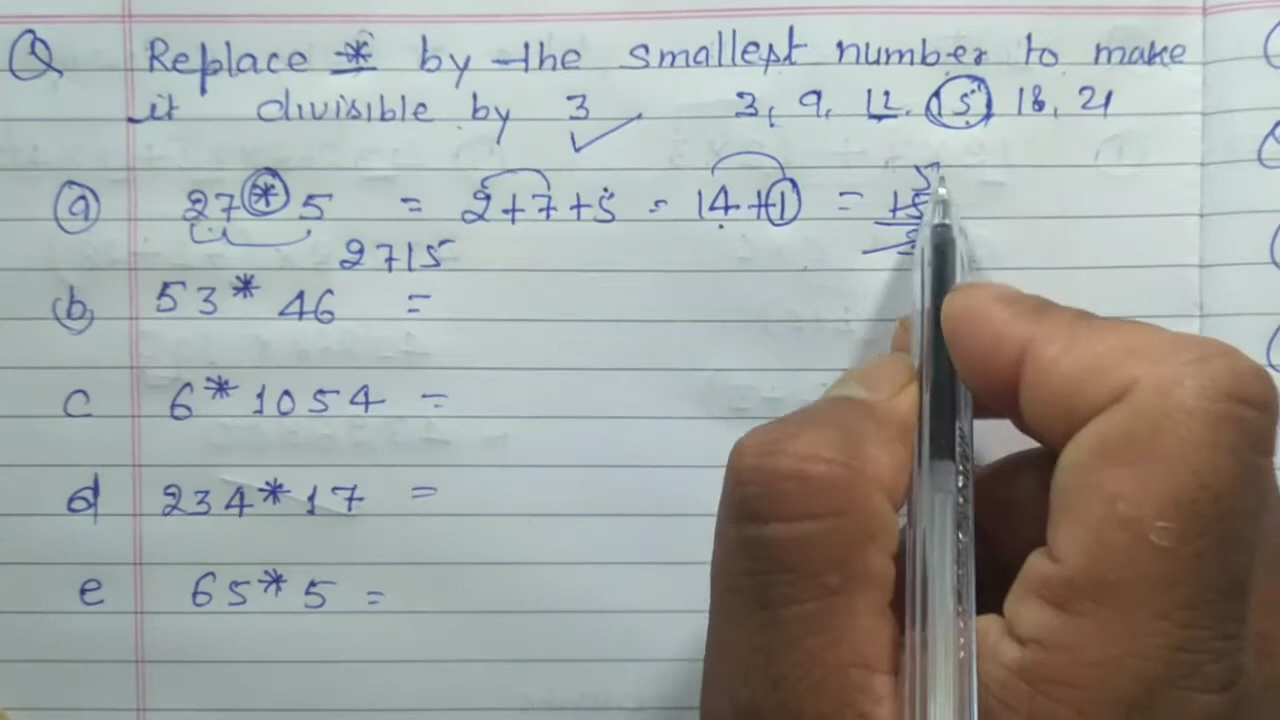 Q Replace * by the smallest number to make
it divisible by 3 ✓ 3, 9, 12, 15, 18, 21
a 27*5 = 2+7+5 = 14+1 = 15
2715
b 53*46 =
c 6*1054 =
d 234*17 =
e 65*5 =